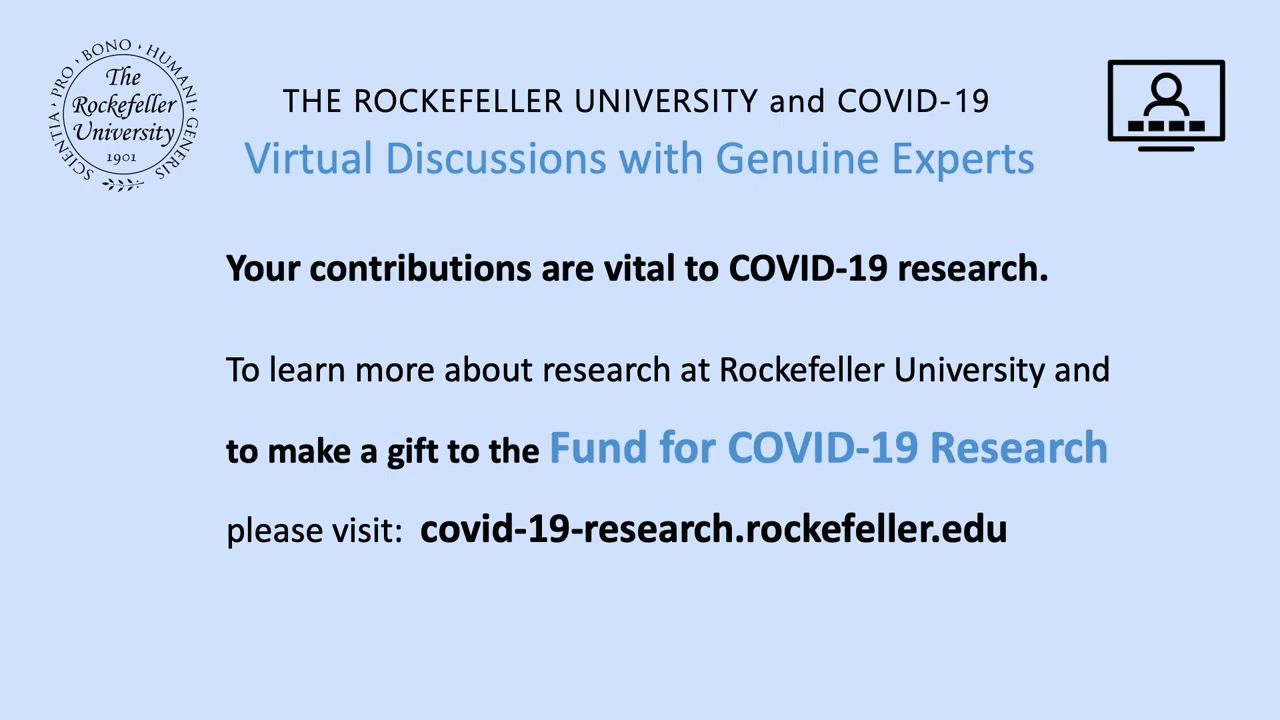 SCIENTIA • PRO • BONO • HUMANI • GENERIS
The
Rockefeller
University
1901
THE ROCKEFELLER UNIVERSITY and COVID-19
Virtual Discussions with Genuine Experts
Your contributions are vital to COVID-19 research.
To learn more about research at Rockefeller University and
to make a gift to the Fund for COVID-19 Research
please visit: covid-19-research.rockefeller.edu